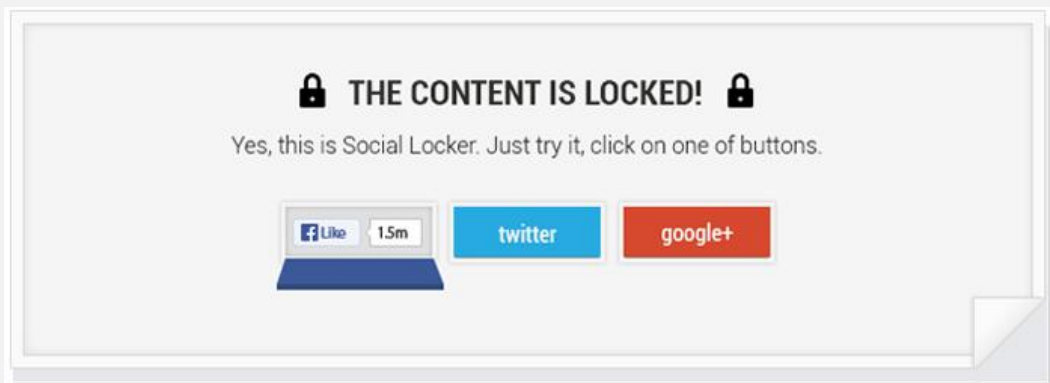 THE CONTENT IS LOCKED!
Yes, this is Social Locker. Just try it, click on one of buttons.
f Like 1.5m twitter google+